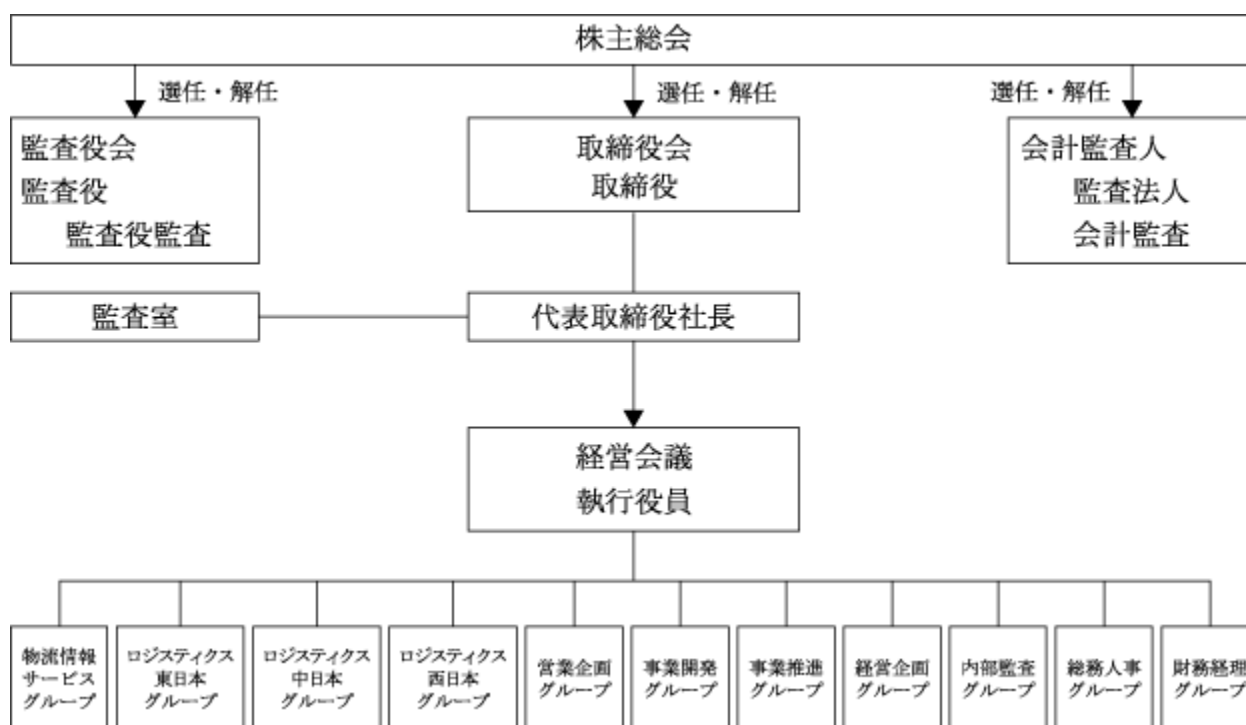 株主総会
選任・解任
選任・解任
選任・解任
監査役会
監査役
監査役監査
取締役会
取締役
会計監査人
監査法人
会計監査
監査室
代表取締役社長
経営会議
執行役員
物流情報
サービス
グループ
ロジスティクス
東日本
グループ
ロジスティクス
中日本
グループ
ロジスティクス
西日本
グループ
営業企画
グループ
事業開発
グループ
事業推進
グループ
経営企画
グループ
内部監査
グループ
総務人事
グループ
財務経理
グループ